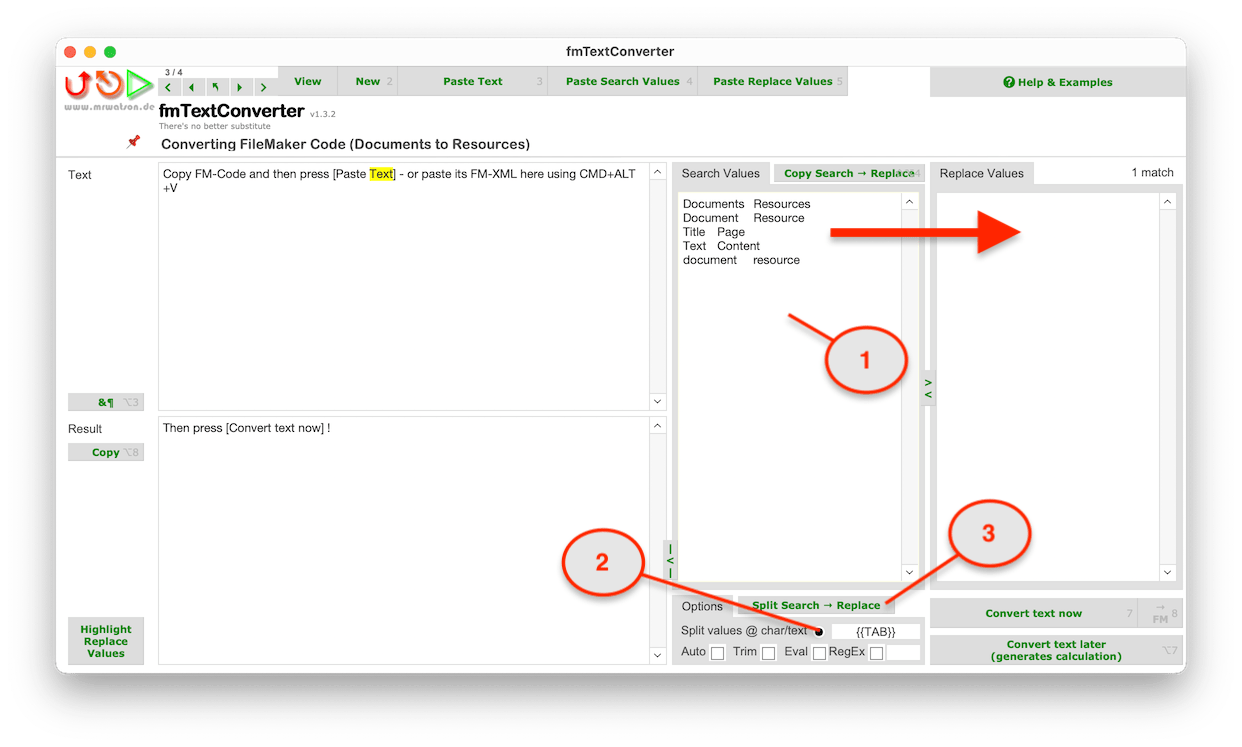 fmTextConverter
3 / 4
View
New 2
Paste Text 3
Paste Search Values 4
Paste Replace Values 5
Help & Examples
www.mrwatson.de
fmTextConverter v1.3.2
There's no better substitute
Converting FileMaker Code (Documents to Resources)
Text
Copy FM-Code and then press [Paste Text] - or paste its FM-XML here using CMD+ALT
+V
&¶ ⌥3
Result
Copy ⌥8
Then press [Convert text now] !
Highlight
Replace
Values
Search Values
Copy Search → Replace
Documents Resources
Document Resource
Title Page
Text Content
document resource
Replace Values
1 match
1
2
3
Options
Split Search → Replace
Split values @ char/text
{{TAB}}
Auto
Trim
Eval
RegEx
Convert text now 7
→
FM 8
Convert text later
(generates calculation) ⌥7